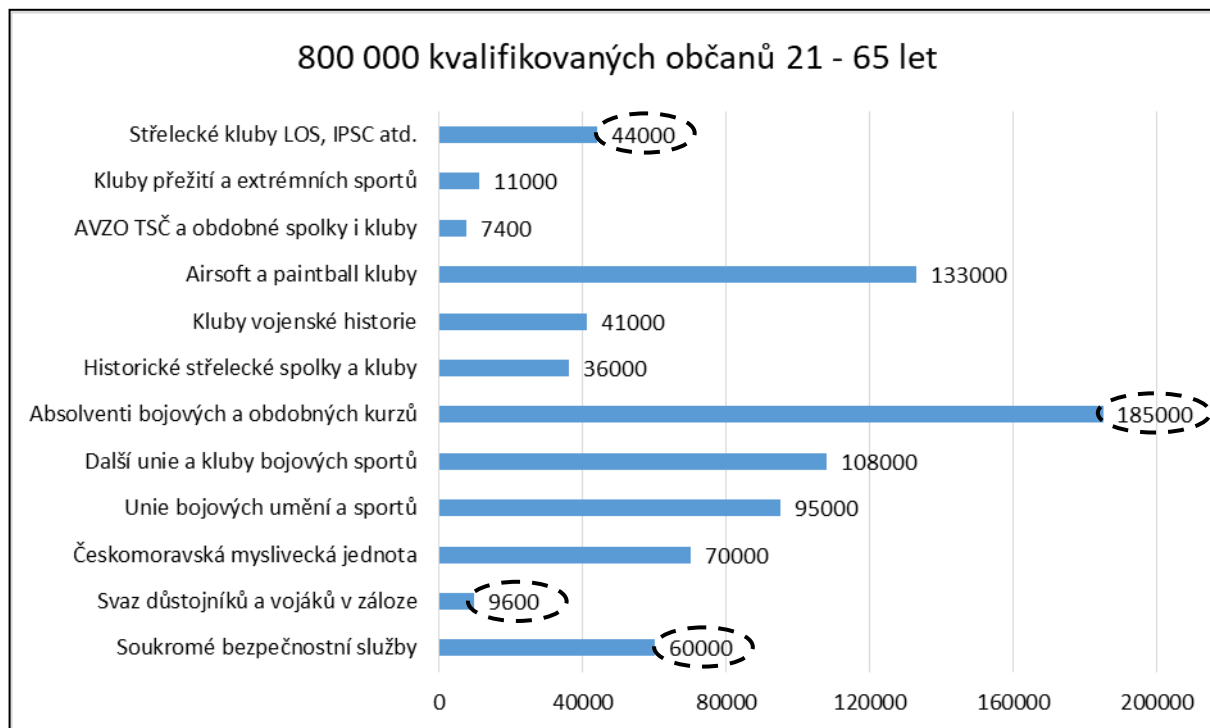 800 000 kvalifikovaných občanů 21 - 65 let
Střelecké kluby LOS, IPSC atd. 44000
Kluby přežití a extrémních sportů 11000
AVZO TSČ a obdobné spolky i kluby 7400
Airsoft a paintball kluby 133000
Kluby vojenské historie 41000
Historické střelecké spolky a kluby 36000
Absolventi bojových a obdobných kurzů 185000
Další unie a kluby bojových sportů 108000
Unie bojových umění a sportů 95000
Českomoravská myslivecká jednota 70000
Svaz důstojníků a vojáků v záloze 9600
Soukromé bezpečnostní služby 60000
0 40000 80000 120000 160000 200000